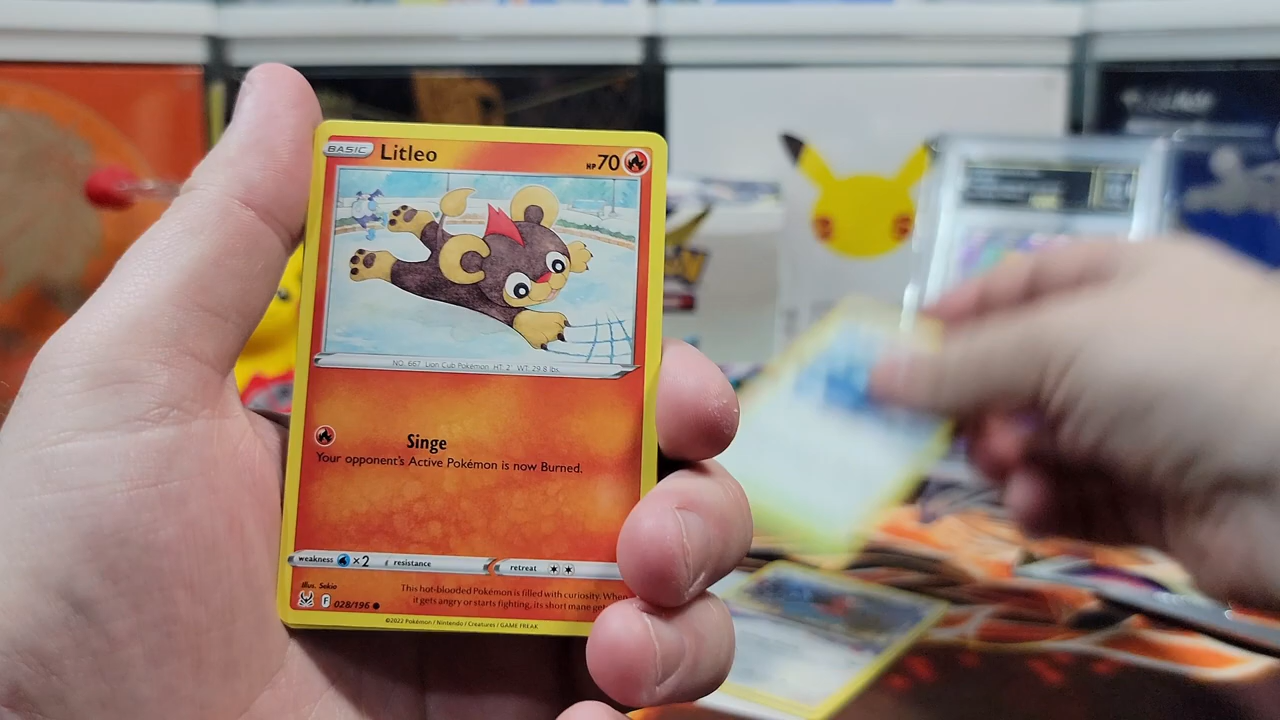 BASIC Litleo HP 70
NO. 667 Lion Cub Pokémon HT: 2' WT: 29.8 lbs.
Singe
Your opponent's Active Pokémon is now Burned.
weakness ×2 resistance retreat
Illus. Sekio
This hot-blooded Pokémon is filled with curiosity. When
it gets angry or starts fighting, its short mane get
F 028/196
©2022 Pokémon / Nintendo / Creatures / GAME FREAK